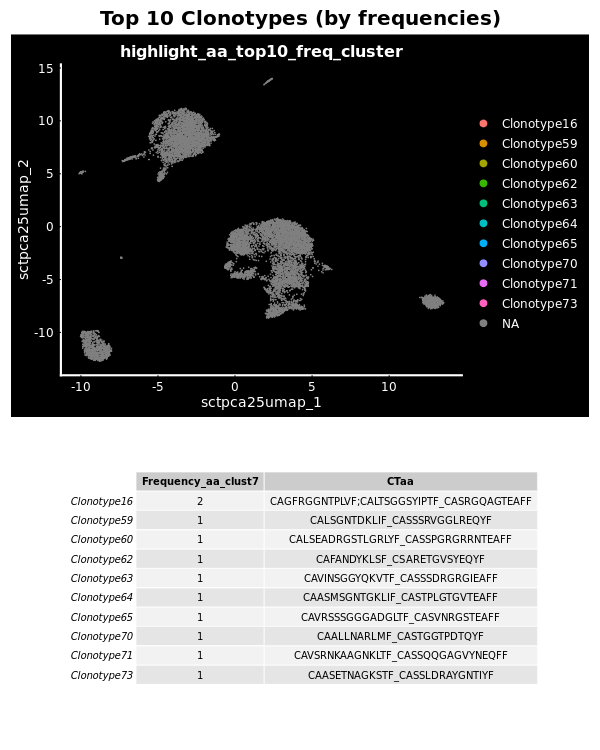 Top 10 Clonotypes (by frequencies)
highlight_aa_top10_freq_cluster
15
10
5
0
-5
-10
sctpca25umap_2
-10 -5 0 5 10
sctpca25umap_1
Clonotype16
Clonotype59
Clonotype60
Clonotype62
Clonotype63
Clonotype64
Clonotype65
Clonotype70
Clonotype71
Clonotype73
NA
Frequency_aa_clust7 CTaa
Clonotype16 2 CAGFRGGNTPLVF;CALTSGGSYIPTF_CASRGQAGTEAFF
Clonotype59 1 CALSGNTDKLIF_CASSSRVGGLREQYF
Clonotype60 1 CALSEADRGSTLGRLYF_CASSPGRGRRNTEAFF
Clonotype62 1 CAFANDYKLSF_CSARETGVSYEQYF
Clonotype63 1 CAVINSGGYQKVTF_CASSSDRGRGIEAFF
Clonotype64 1 CAASMSGNTGKLIF_CASTPLGTGVTEAFF
Clonotype65 1 CAVRSSSGGGADGLTF_CASVNRGSTEAFF
Clonotype70 1 CAALLNARLMF_CASTGGTPDTQYF
Clonotype71 1 CAVSRNKAAGNKLTF_CASSQQGAGVYNEQFF
Clonotype73 1 CAASETNAGKSTF_CASSLDRAYGNTIYF